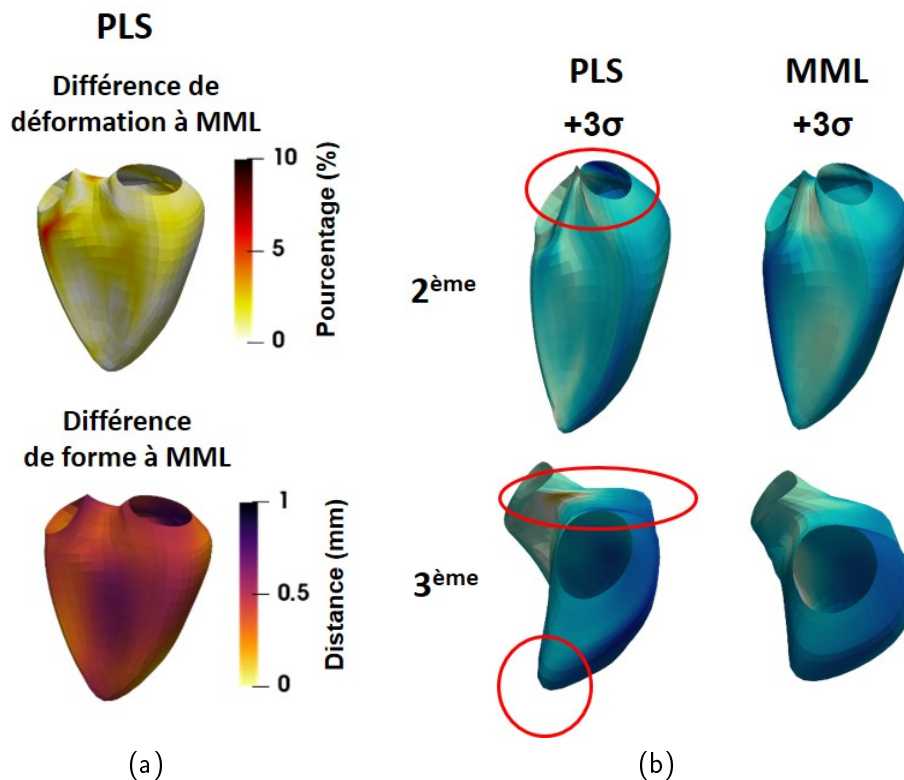 PLS
Différence de
déformation à MML
10
5
0
Pourcentage (%)
Différence
de forme à MML
1
0.5
0
Distance (mm)
(a)
PLS
MML
+3σ
+3σ
2ème
3ème
(b)